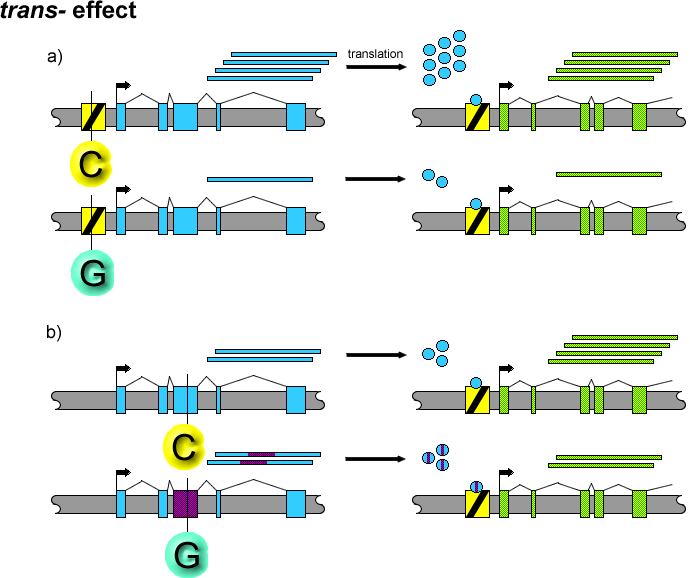 trans- effect
a)
translation
C
G
b)
C
G